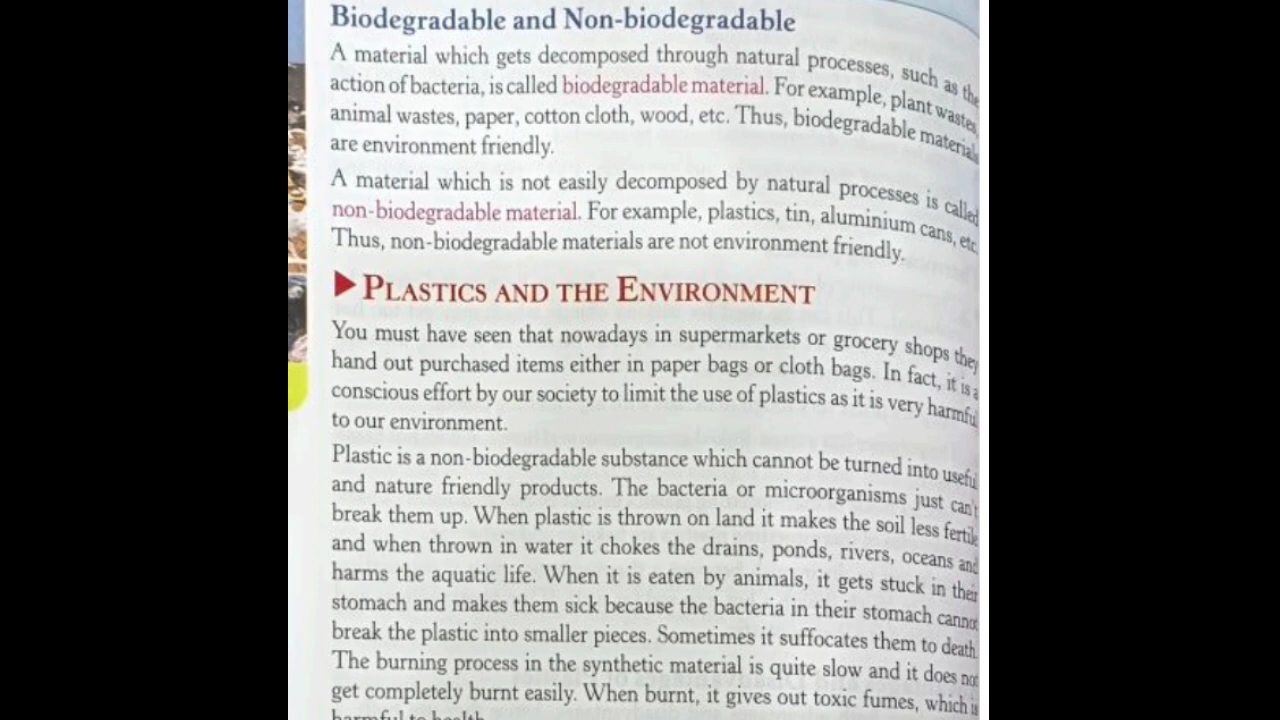 Biodegradable and Non-biodegradable
A material which gets decomposed through natural processes, such as the
action of bacteria, is called biodegradable material. For example, plant wastes,
animal wastes, paper, cotton cloth, wood, etc. Thus, biodegradable materials
are environment friendly.
A material which is not easily decomposed by natural processes is called
non-biodegradable material. For example, plastics, tin, aluminium cans, etc.
Thus, non-biodegradable materials are not environment friendly.
▶ PLASTICS AND THE ENVIRONMENT
You must have seen that nowadays in supermarkets or grocery shops they
hand out purchased items either in paper bags or cloth bags. In fact, it is a
conscious effort by our society to limit the use of plastics as it is very harmfu
to our environment.
Plastic is a non-biodegradable substance which cannot be turned into usefu
and nature friendly products. The bacteria or microorganisms just can't
break them up. When plastic is thrown on land it makes the soil less fertile
and when thrown in water it chokes the drains, ponds, rivers, oceans and
harms the aquatic life. When it is eaten by animals, it gets stuck in their
stomach and makes them sick because the bacteria in their stomach cannot
break the plastic into smaller pieces. Sometimes it suffocates them to death.
The burning process in the synthetic material is quite slow and it does not
get completely burnt easily. When burnt, it gives out toxic fumes, which is
harmful to health